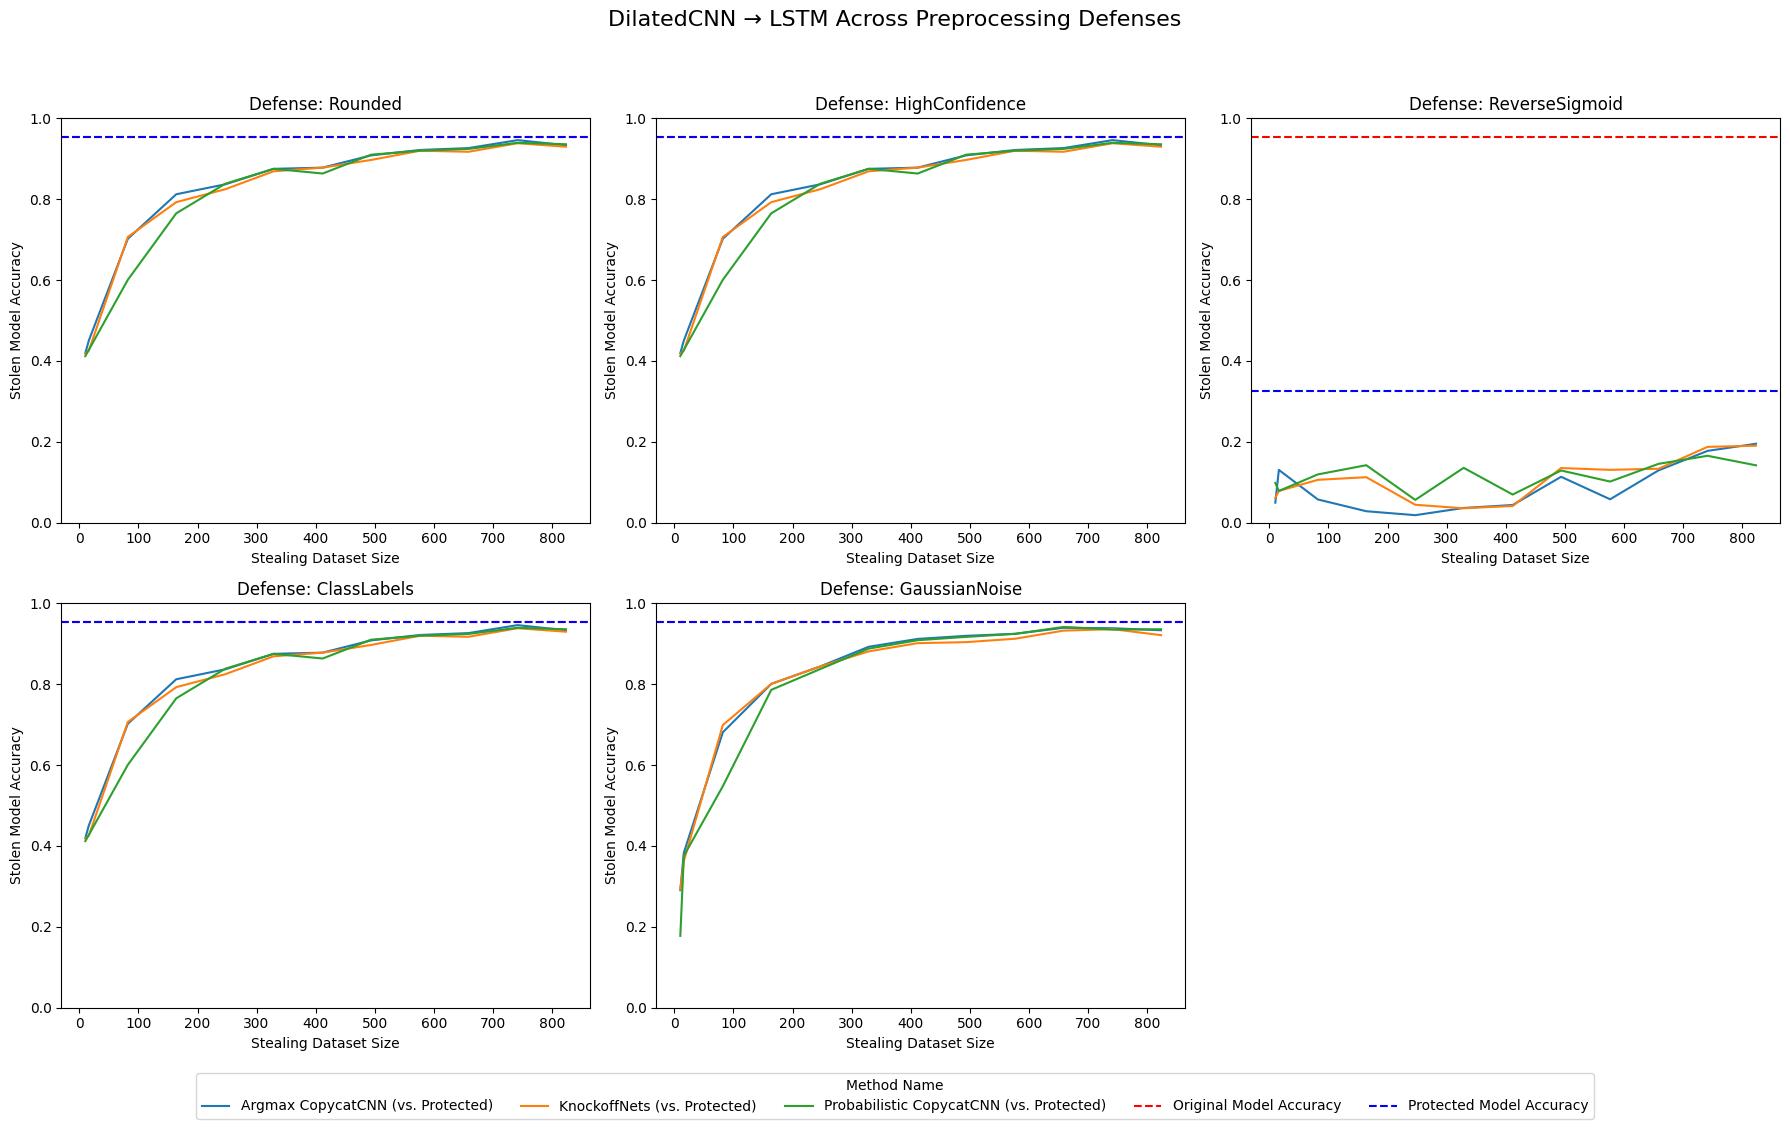 DilatedCNN → LSTM Across Preprocessing Defenses
Defense: Rounded
Stolen Model Accuracy
1.0
0.8
0.6
0.4
0.2
0.0
0 100 200 300 400 500 600 700 800
Stealing Dataset Size
Defense: HighConfidence
Stolen Model Accuracy
1.0
0.8
0.6
0.4
0.2
0.0
0 100 200 300 400 500 600 700 800
Stealing Dataset Size
Defense: ReverseSigmoid
Stolen Model Accuracy
1.0
0.8
0.6
0.4
0.2
0.0
0 100 200 300 400 500 600 700 800
Stealing Dataset Size
Defense: ClassLabels
Stolen Model Accuracy
1.0
0.8
0.6
0.4
0.2
0.0
0 100 200 300 400 500 600 700 800
Stealing Dataset Size
Defense: GaussianNoise
Stolen Model Accuracy
1.0
0.8
0.6
0.4
0.2
0.0
0 100 200 300 400 500 600 700 800
Stealing Dataset Size
Method Name
Argmax CopycatCNN (vs. Protected) KnockoffNets (vs. Protected) Probabilistic CopycatCNN (vs. Protected) Original Model Accuracy Protected Model Accuracy